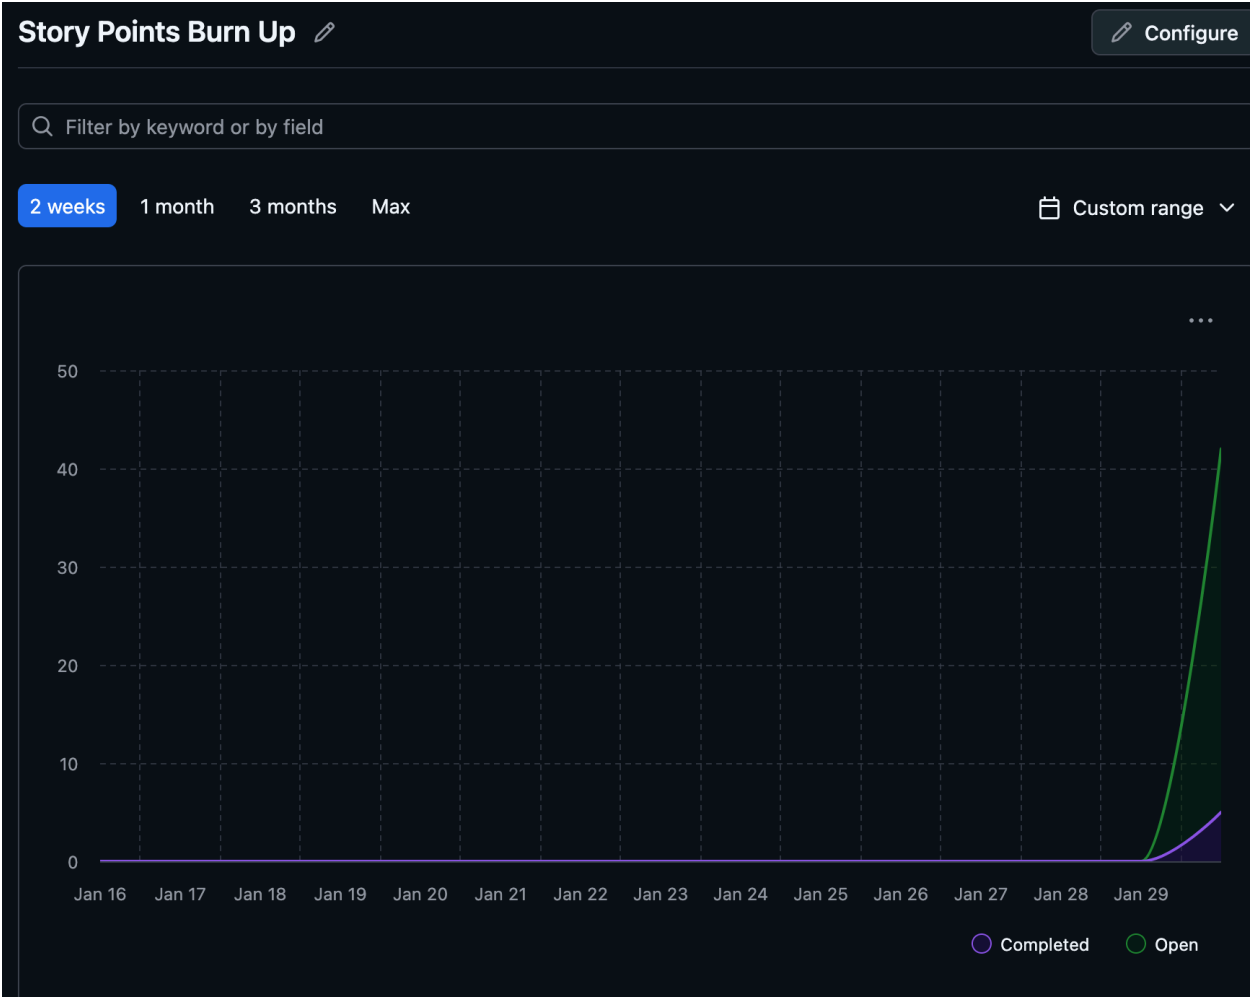 Story Points Burn Up
Configure
Filter by keyword or by field
2 weeks 1 month 3 months Max
Custom range
50
40
30
20
10
0
Jan 16 Jan 17 Jan 18 Jan 19 Jan 20 Jan 21 Jan 22 Jan 23 Jan 24 Jan 25 Jan 26 Jan 27 Jan 28 Jan 29
Completed Open